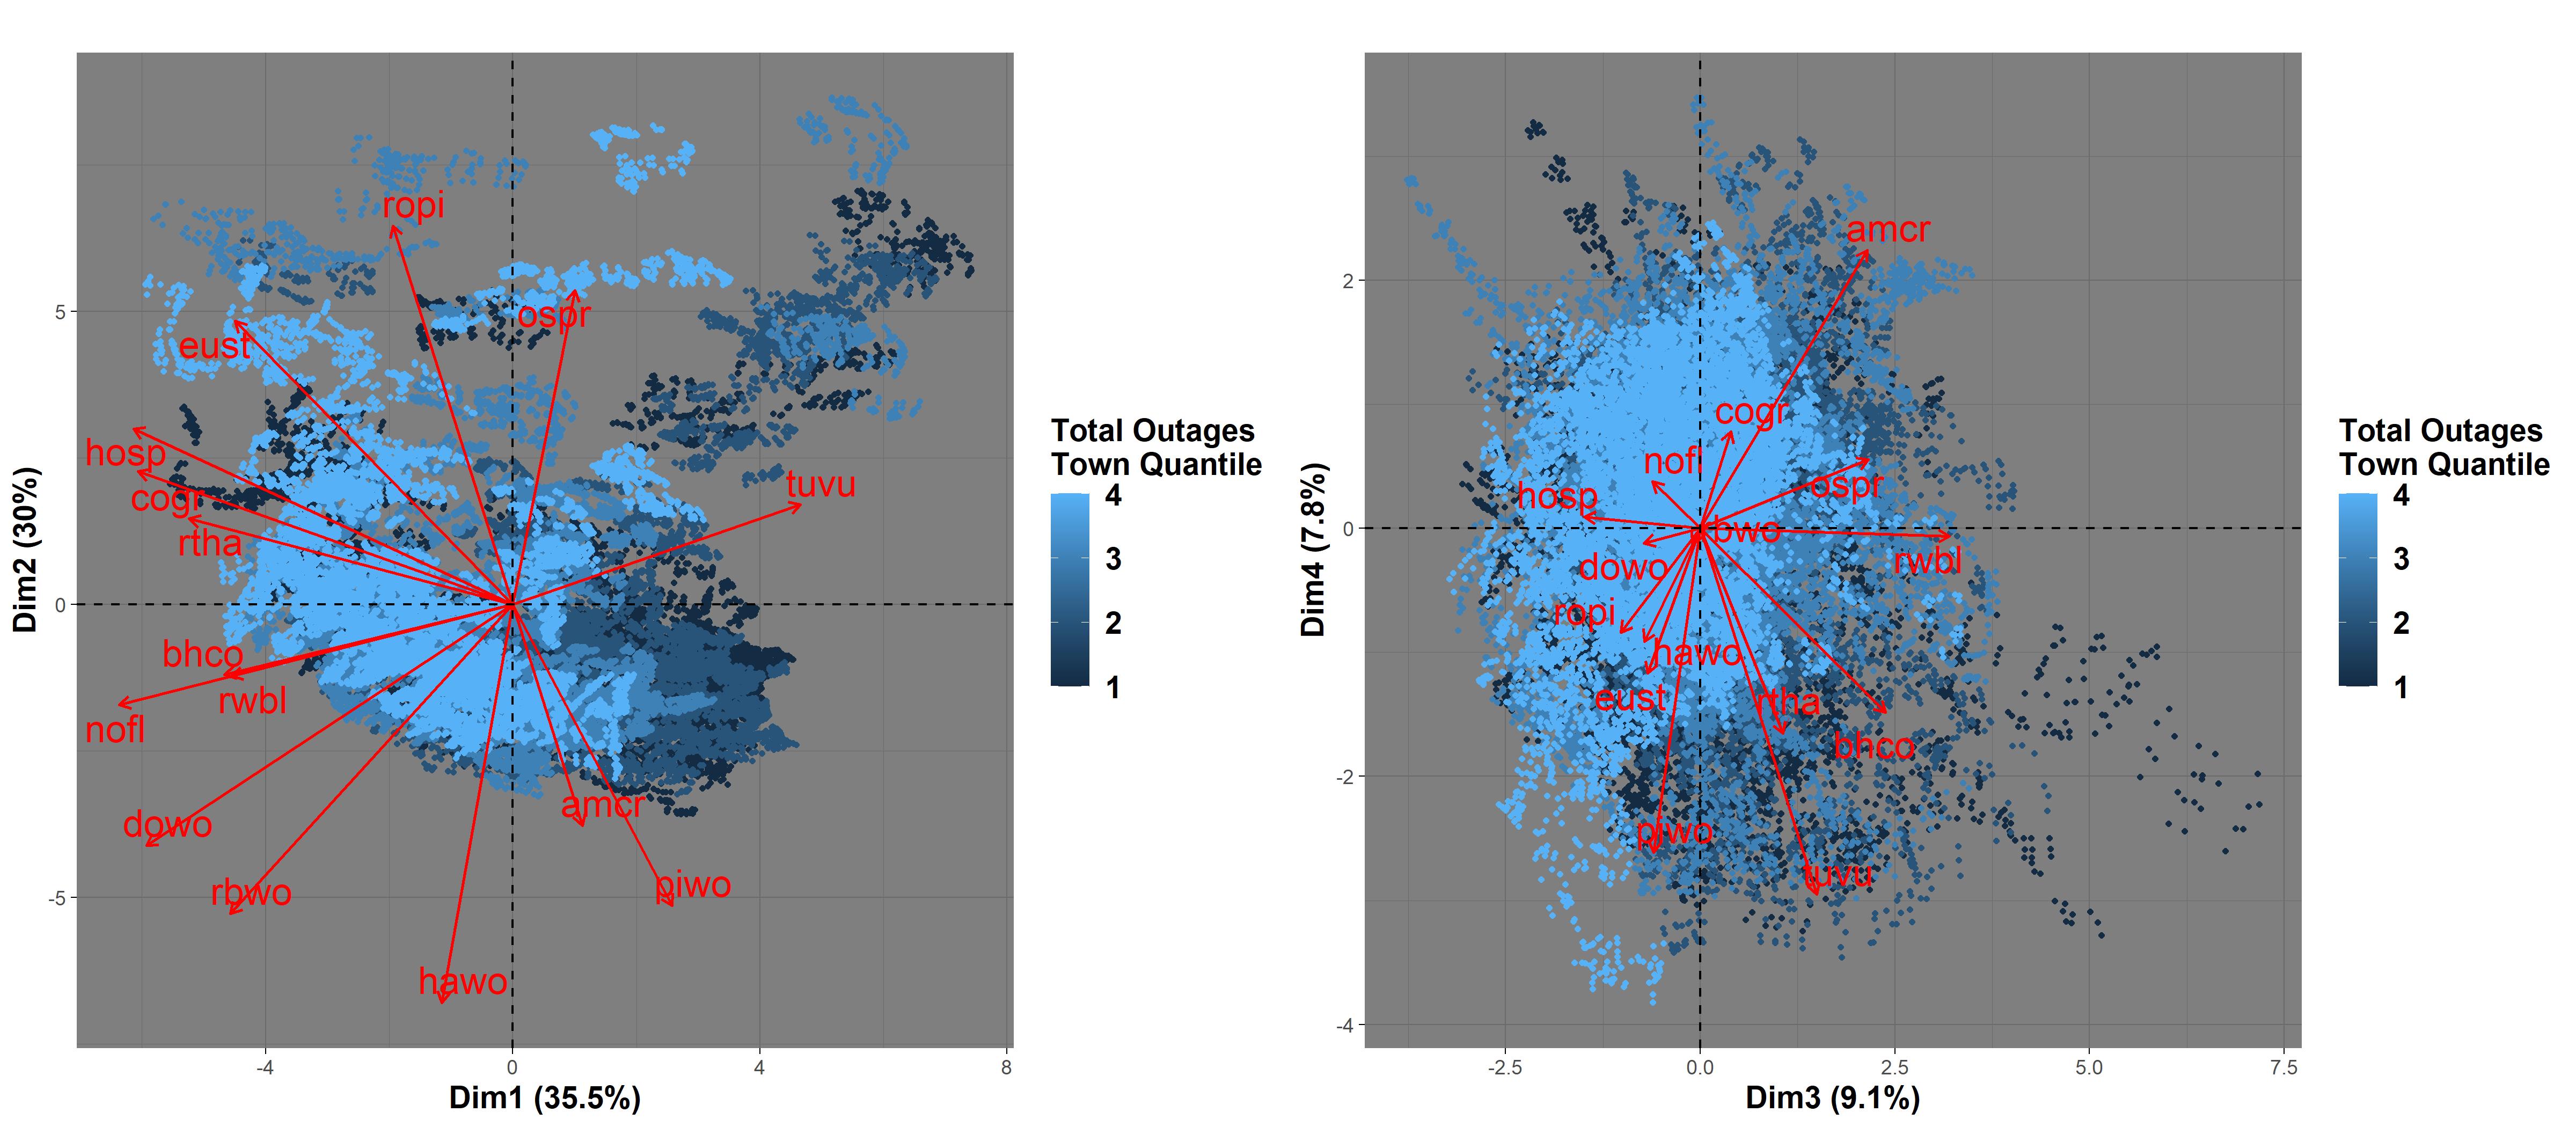 ropi
ospr
eust
hosp
cogr
rtha
tuvu
bhco
rwbl
nofl
dowo
rbwo
amcr
piwo
hawo
5
0
-5
-4
0
4
8
Dim1 (35.5%)
Dim2 (30%)
Total Outages
Town Quantile
4
3
2
1
amcr
cogr
nofl
hosp
ospr
bwo
rwbl
dowo
ropi
hawo
eust
rtha
bhco
piwo
tuvu
2
0
-2
-4
-2.5
0.0
2.5
5.0
7.5
Dim3 (9.1%)
Dim4 (7.8%)
Total Outages
Town Quantile
4
3
2
1